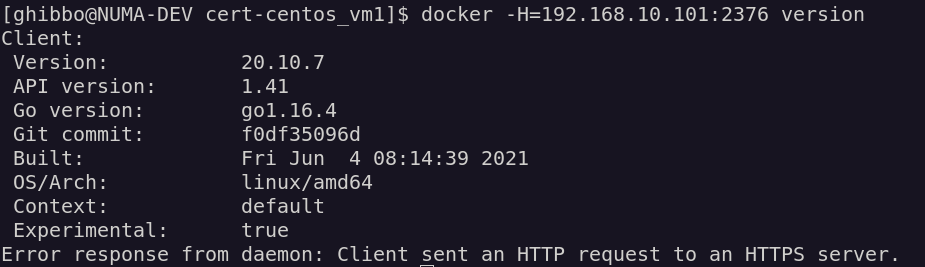 [ghibbo@NUMA-DEV cert-centos_vm1]$ docker -H=192.168.10.101:2376 version
Client:
 Version:           20.10.7
 API version:       1.41
 Go version:        go1.16.4
 Git commit:        f0df35096d
 Built:             Fri Jun  4 08:14:39 2021
 OS/Arch:           linux/amd64
 Context:           default
 Experimental:      true
Error response from daemon: Client sent an HTTP request to an HTTPS server.